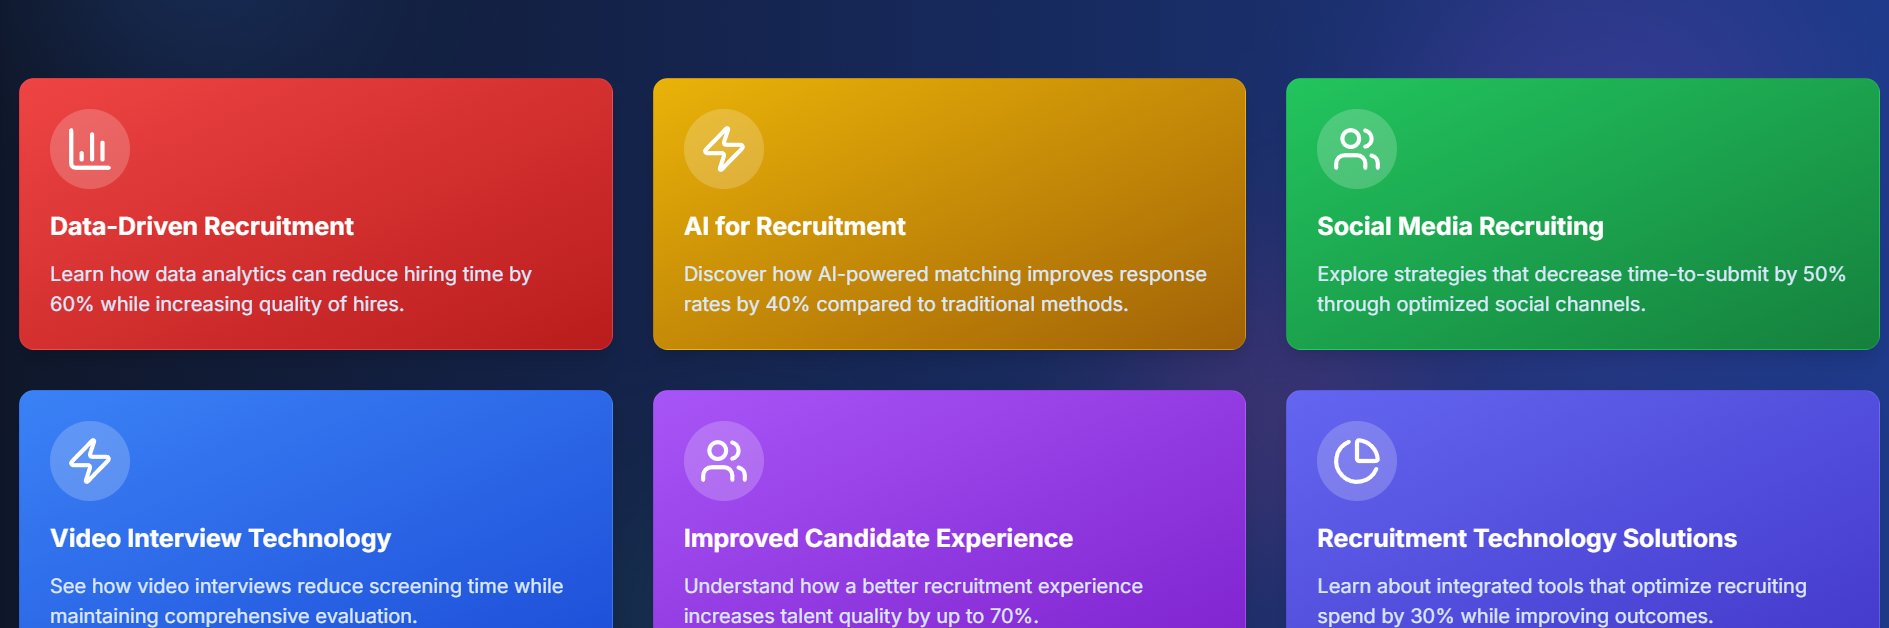 Data-Driven Recruitment
Learn how data analytics can reduce hiring time by
60% while increasing quality of hires.
AI for Recruitment
Discover how AI-powered matching improves response
rates by 40% compared to traditional methods.
Social Media Recruiting
Explore strategies that decrease time-to-submit by 50%
through optimized social channels.
Video Interview Technology
See how video interviews reduce screening time while
maintaining comprehensive evaluation.
Improved Candidate Experience
Understand how a better recruitment experience
increases talent quality by up to 70%.
Recruitment Technology Solutions
Learn about integrated tools that optimize recruiting
spend by 30% while improving outcomes.